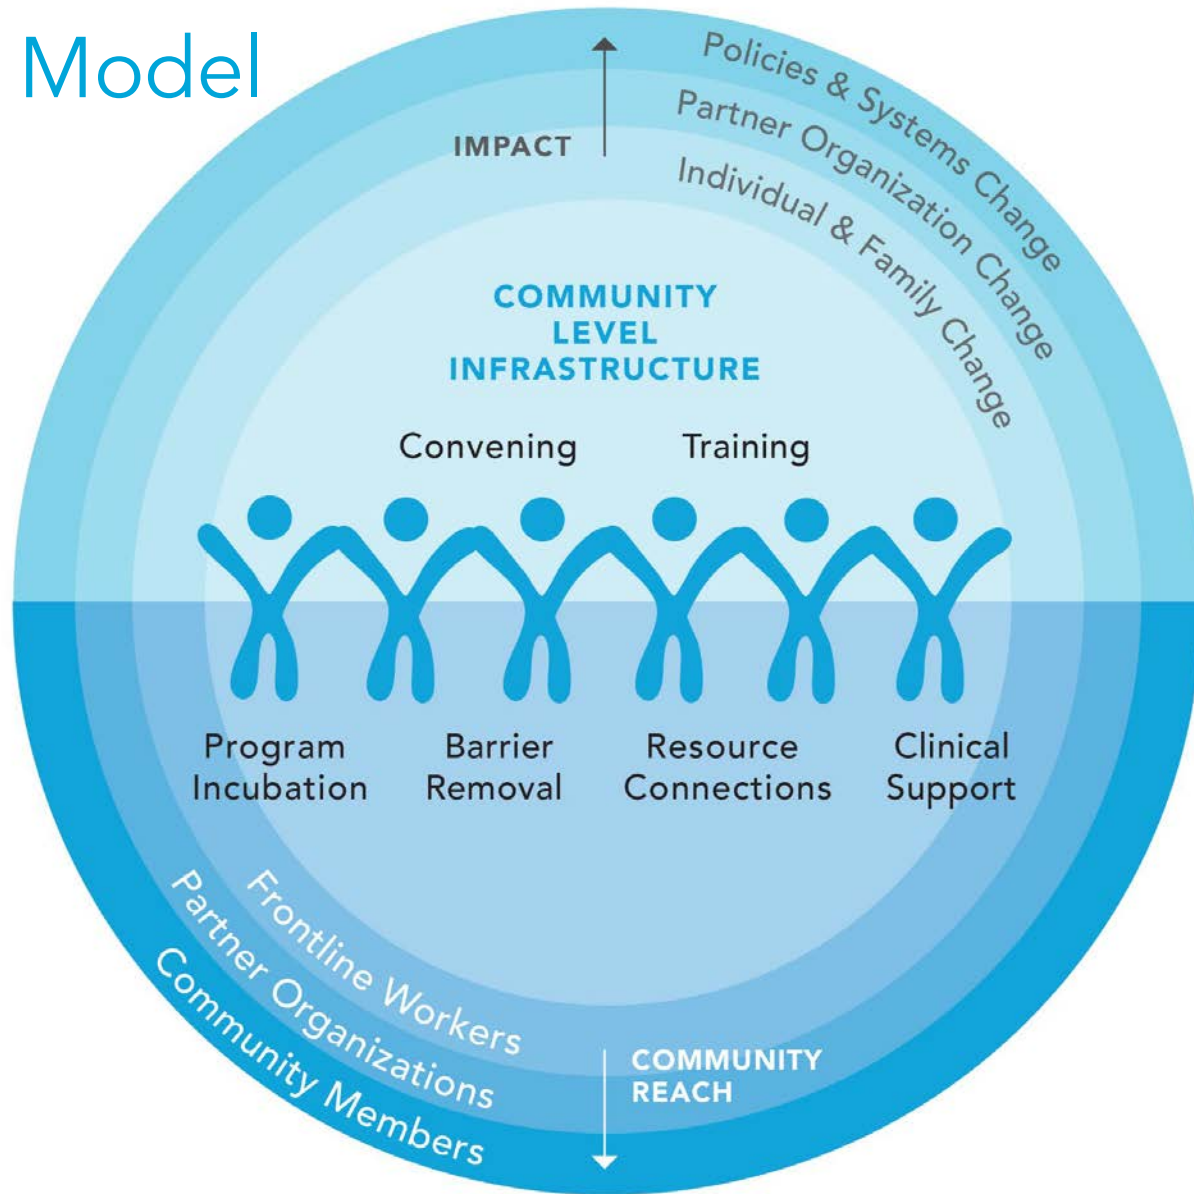 Model
IMPACT
Policies & Systems Change
Partner Organization Change
Individual & Family Change
COMMUNITY
LEVEL
INFRASTRUCTURE
Convening
Training
Program
Incubation
Barrier
Removal
Resource
Connections
Clinical
Support
Frontline Workers
Partner Organizations
Community Members
COMMUNITY
REACH